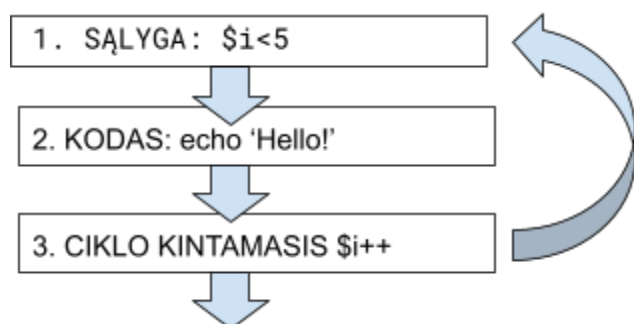 1. SĄLYGA: $i<5
2. KODAS: echo ‘Hello!’
3. CIKLO KINTAMASIS $i++